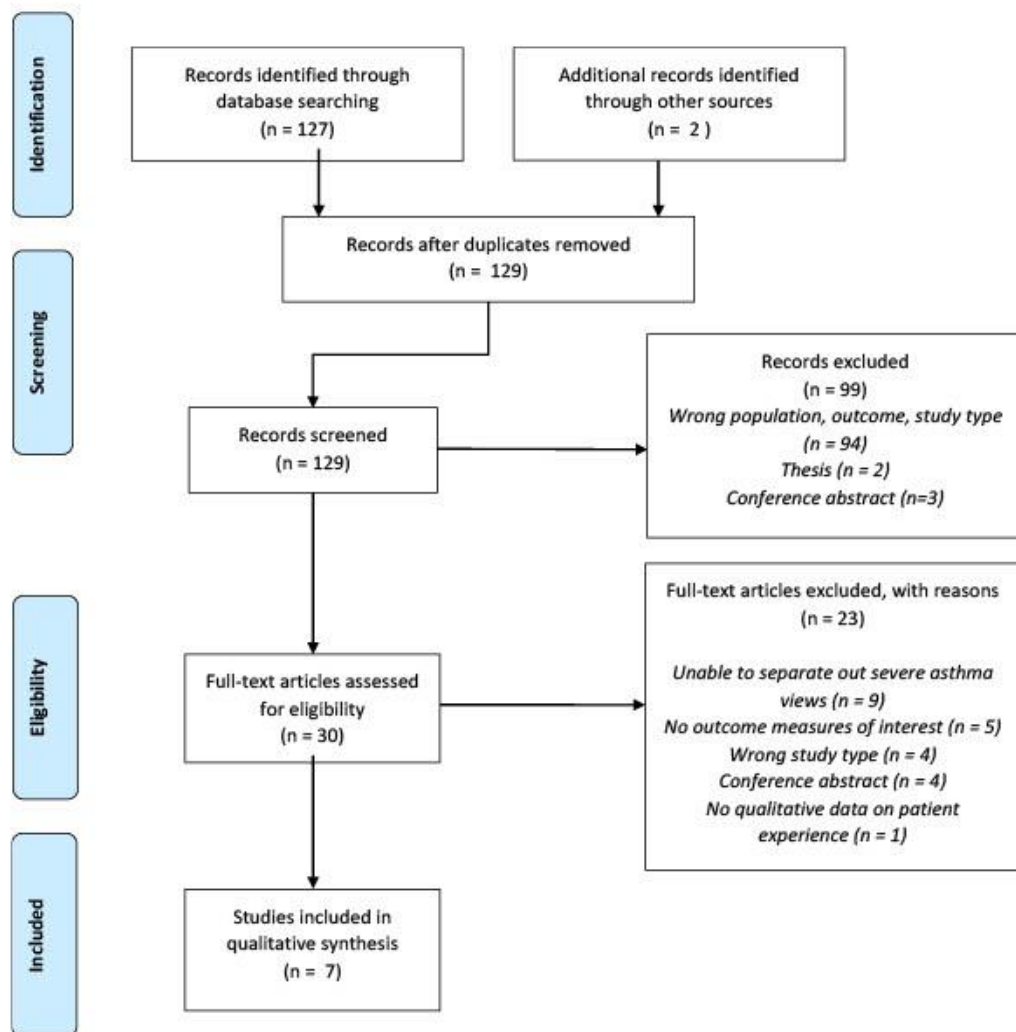 Identification
Records identified through
database searching
(n = 127)
Additional records identified
through other sources
(n = 2 )
Records after duplicates removed
(n = 129)
Screening
Records screened
(n = 129)
Records excluded
(n = 99)
Wrong population, outcome, study type
(n = 94)
Thesis (n = 2)
Conference abstract (n=3)
Eligibility
Full-text articles assessed
for eligibility
(n = 30)
Full-text articles excluded, with reasons
(n = 23)
Unable to separate out severe asthma
views (n = 9)
No outcome measures of interest (n = 5)
Wrong study type (n = 4)
Conference abstract (n = 4)
No qualitative data on patient
experience (n = 1)
Included
Studies included in
qualitative synthesis
(n = 7)